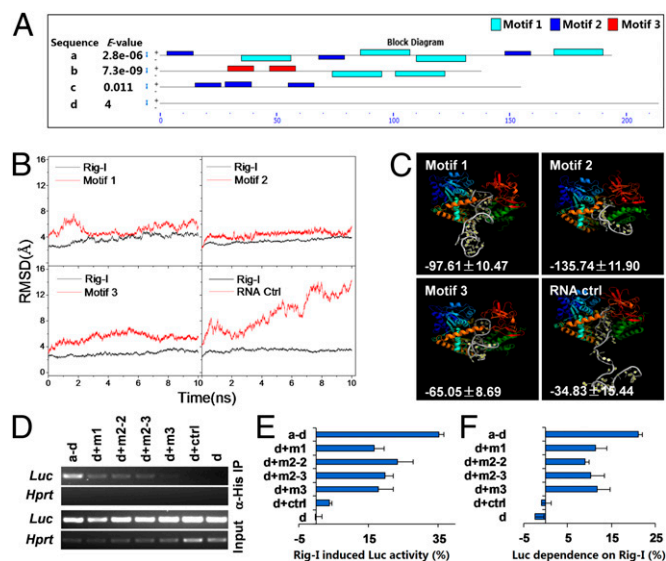 A
Motif 1 Motif 2 Motif 3
Sequence E-value Block Diagram
a 2.8e-06
b 7.3e-09
c 0.011
d 4
0 50 100 150 200
B
Rig-I
Motif 1
Rig-I
Motif 2
Rig-I
Motif 3
Rig-I
RNA Ctrl
RMSD(Å)
16
12
8
4
0
16
12
8
4
0
0 2 4 6 8 10 2 4 6 8 10
Time(ns)
C
Motif 1
-97.61±10.47
Motif 2
-135.74±11.90
Motif 3
-65.05±8.69
RNA ctrl
-34.83±15.44
D
a-d d+m1 d+m2-2 d+m2-3 d+m3 d+ctrl d
Luc
Hprt
α-His IP
Luc
Hprt
Input
E
a-d
d+m1
d+m2-2
d+m2-3
d+m3
d+ctrl
d
-5 15 35
Rig-I induced Luc activity (%)
F
a-d
d+m1
d+m2-2
d+m2-3
d+m3
d+ctrl
d
-5 5 15 25
Luc dependence on Rig-I (%)